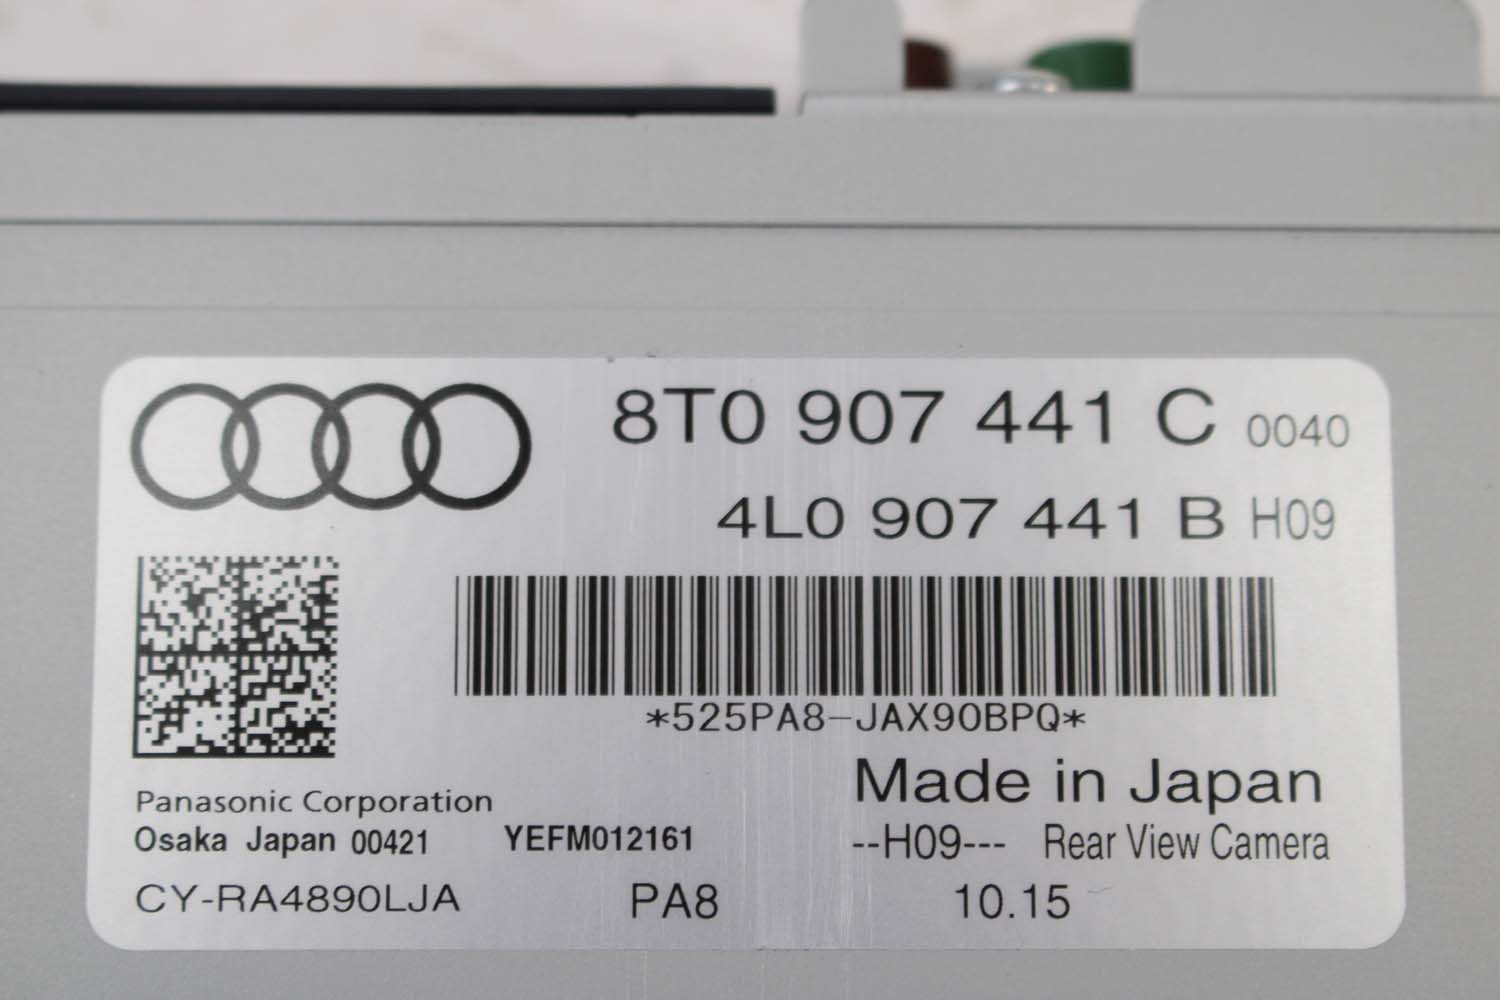 8T0 907 441 C 0040
4L0 907 441 B H09
*525PA8-JAX90BPQ*
Made in Japan
Panasonic Corporation
Osaka Japan 00421 YEFM012161
--H09--- Rear View Camera
CY-RA4890LJA PA8 10.15